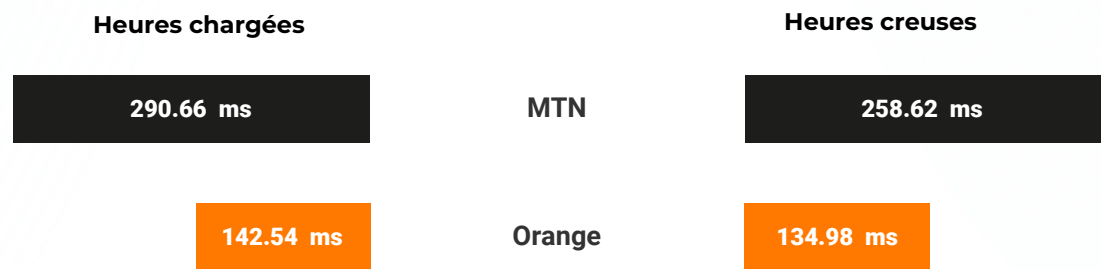 Heures chargées
Heures creuses
290.66 ms
MTN
258.62 ms
142.54 ms
Orange
134.98 ms